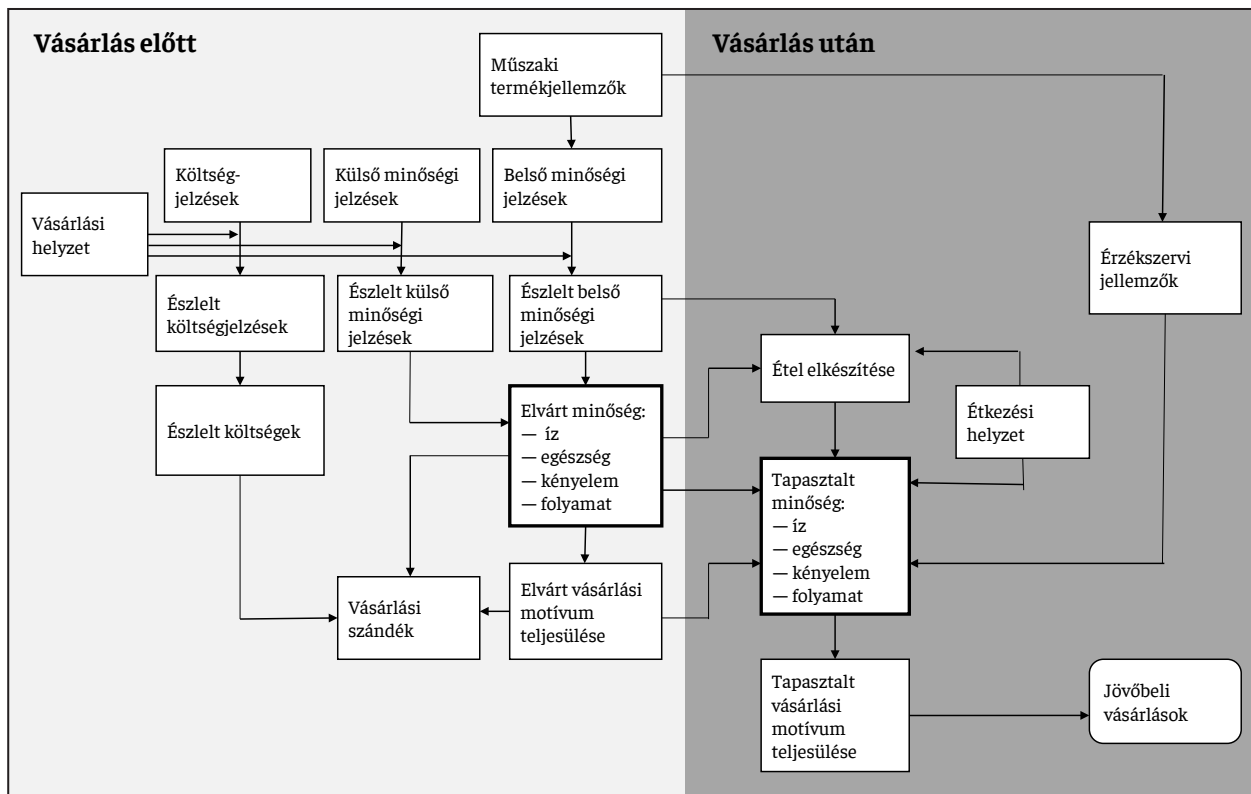 Vásárlás előtt
Vásárlás után
Műszaki
termékjellemzők
Költség-
jelzések
Külső minőségi
jelzések
Belső minőségi
jelzések
Vásárlási
helyzet
Érzékszervi
jellemzők
Észlelt
költségjelzések
Észlelt külső
minőségi
jelzések
Észlelt belső
minőségi
jelzések
Étel elkészítése
Észlelt költségek
Elvárt minőség:
— íz
— egészség
— kényelem
— folyamat
Étkezési
helyzet
Tapasztalt
minőség:
— íz
— egészség
— kényelem
— folyamat
Vásárlási
szándék
Elvárt vásárlási
motívum
teljesülése
Tapasztalt
vásárlási
motívum
teljesülése
Jövőbeli
vásárlások